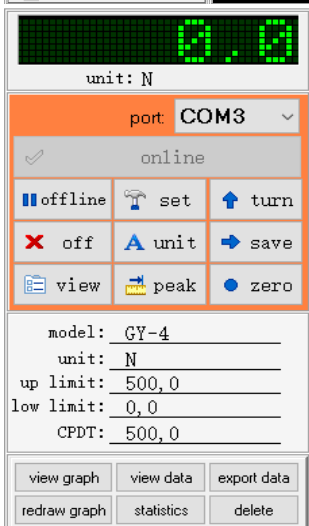 0.0
unit: N
port: COM3
online
offline set turn
off unit save
view peak zero
model: GY-4
unit: N
up limit: 500,0
low limit: 0,0
CPDT: 500,0
view graph view data export data
redraw graph statistics delete